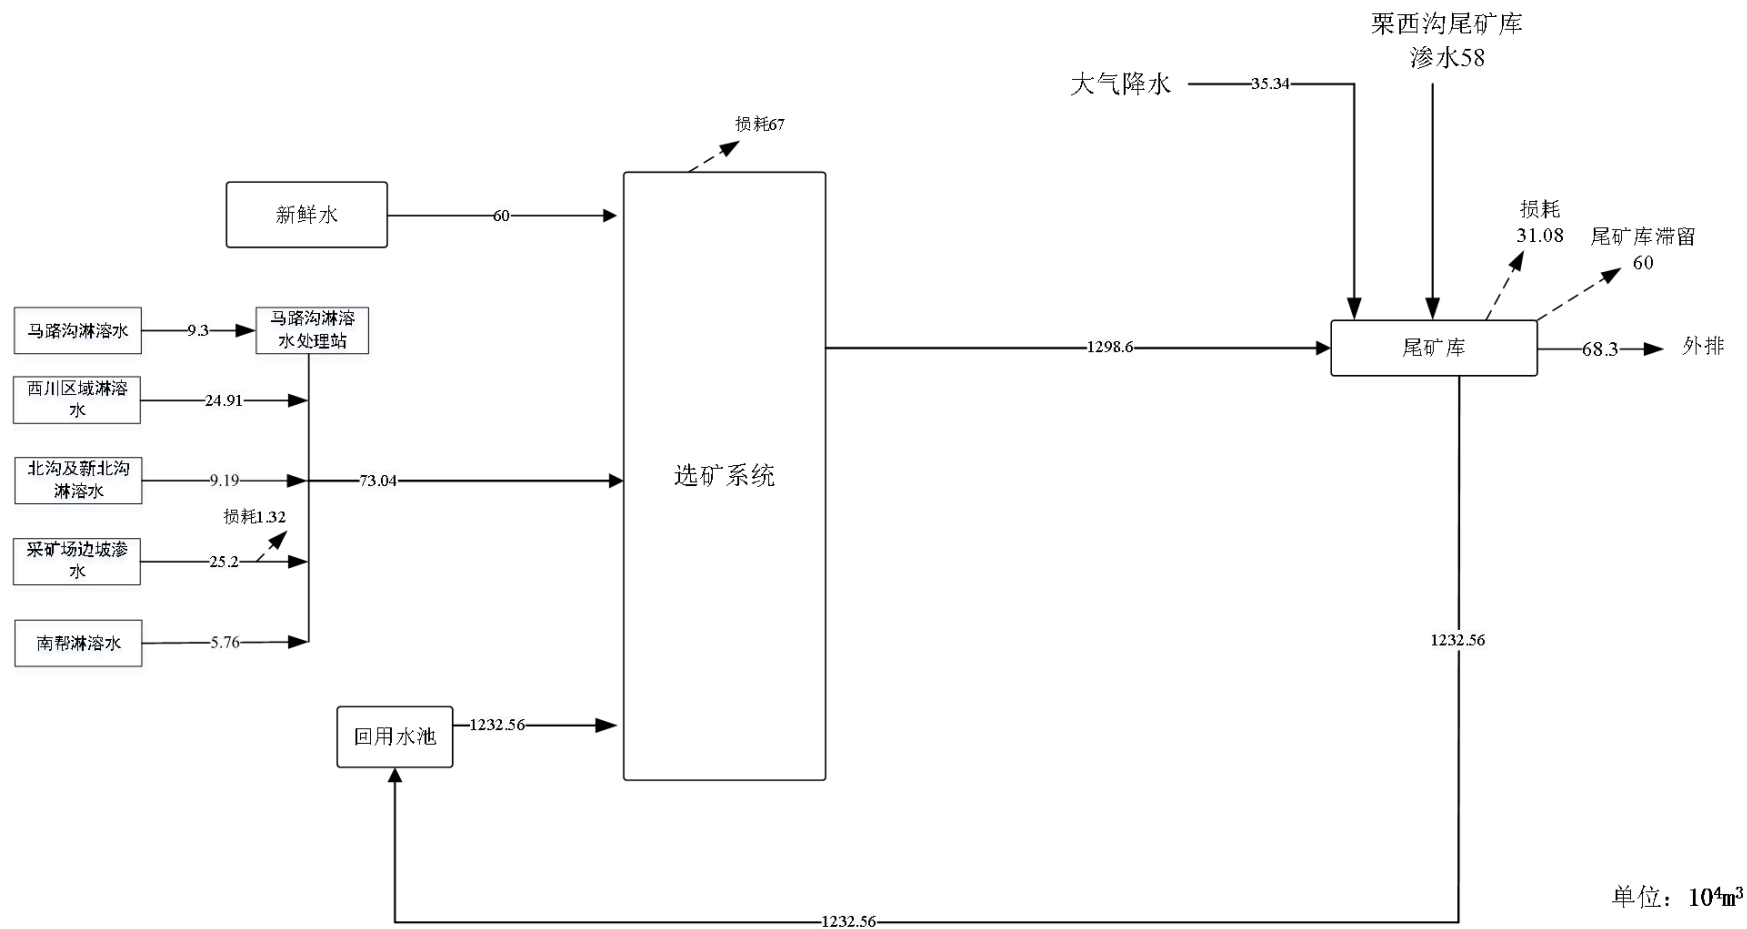 栗西沟尾矿库
渗水58
大气降水
35.34
损耗67
新鲜水
60
损耗
31.08
尾矿库滞留
60
马路沟淋溶水
9.3
马路沟淋溶
水处理站
1298.6
尾矿库
68.3
外排
西川区域淋溶
水
24.91
北沟及新北沟
淋溶水
9.19
73.04
选矿系统
损耗1.32
采矿场边坡渗
水
25.2
南帮淋溶水
5.76
1232.56
回用水池
1232.56
1232.56
单位：10⁴m³